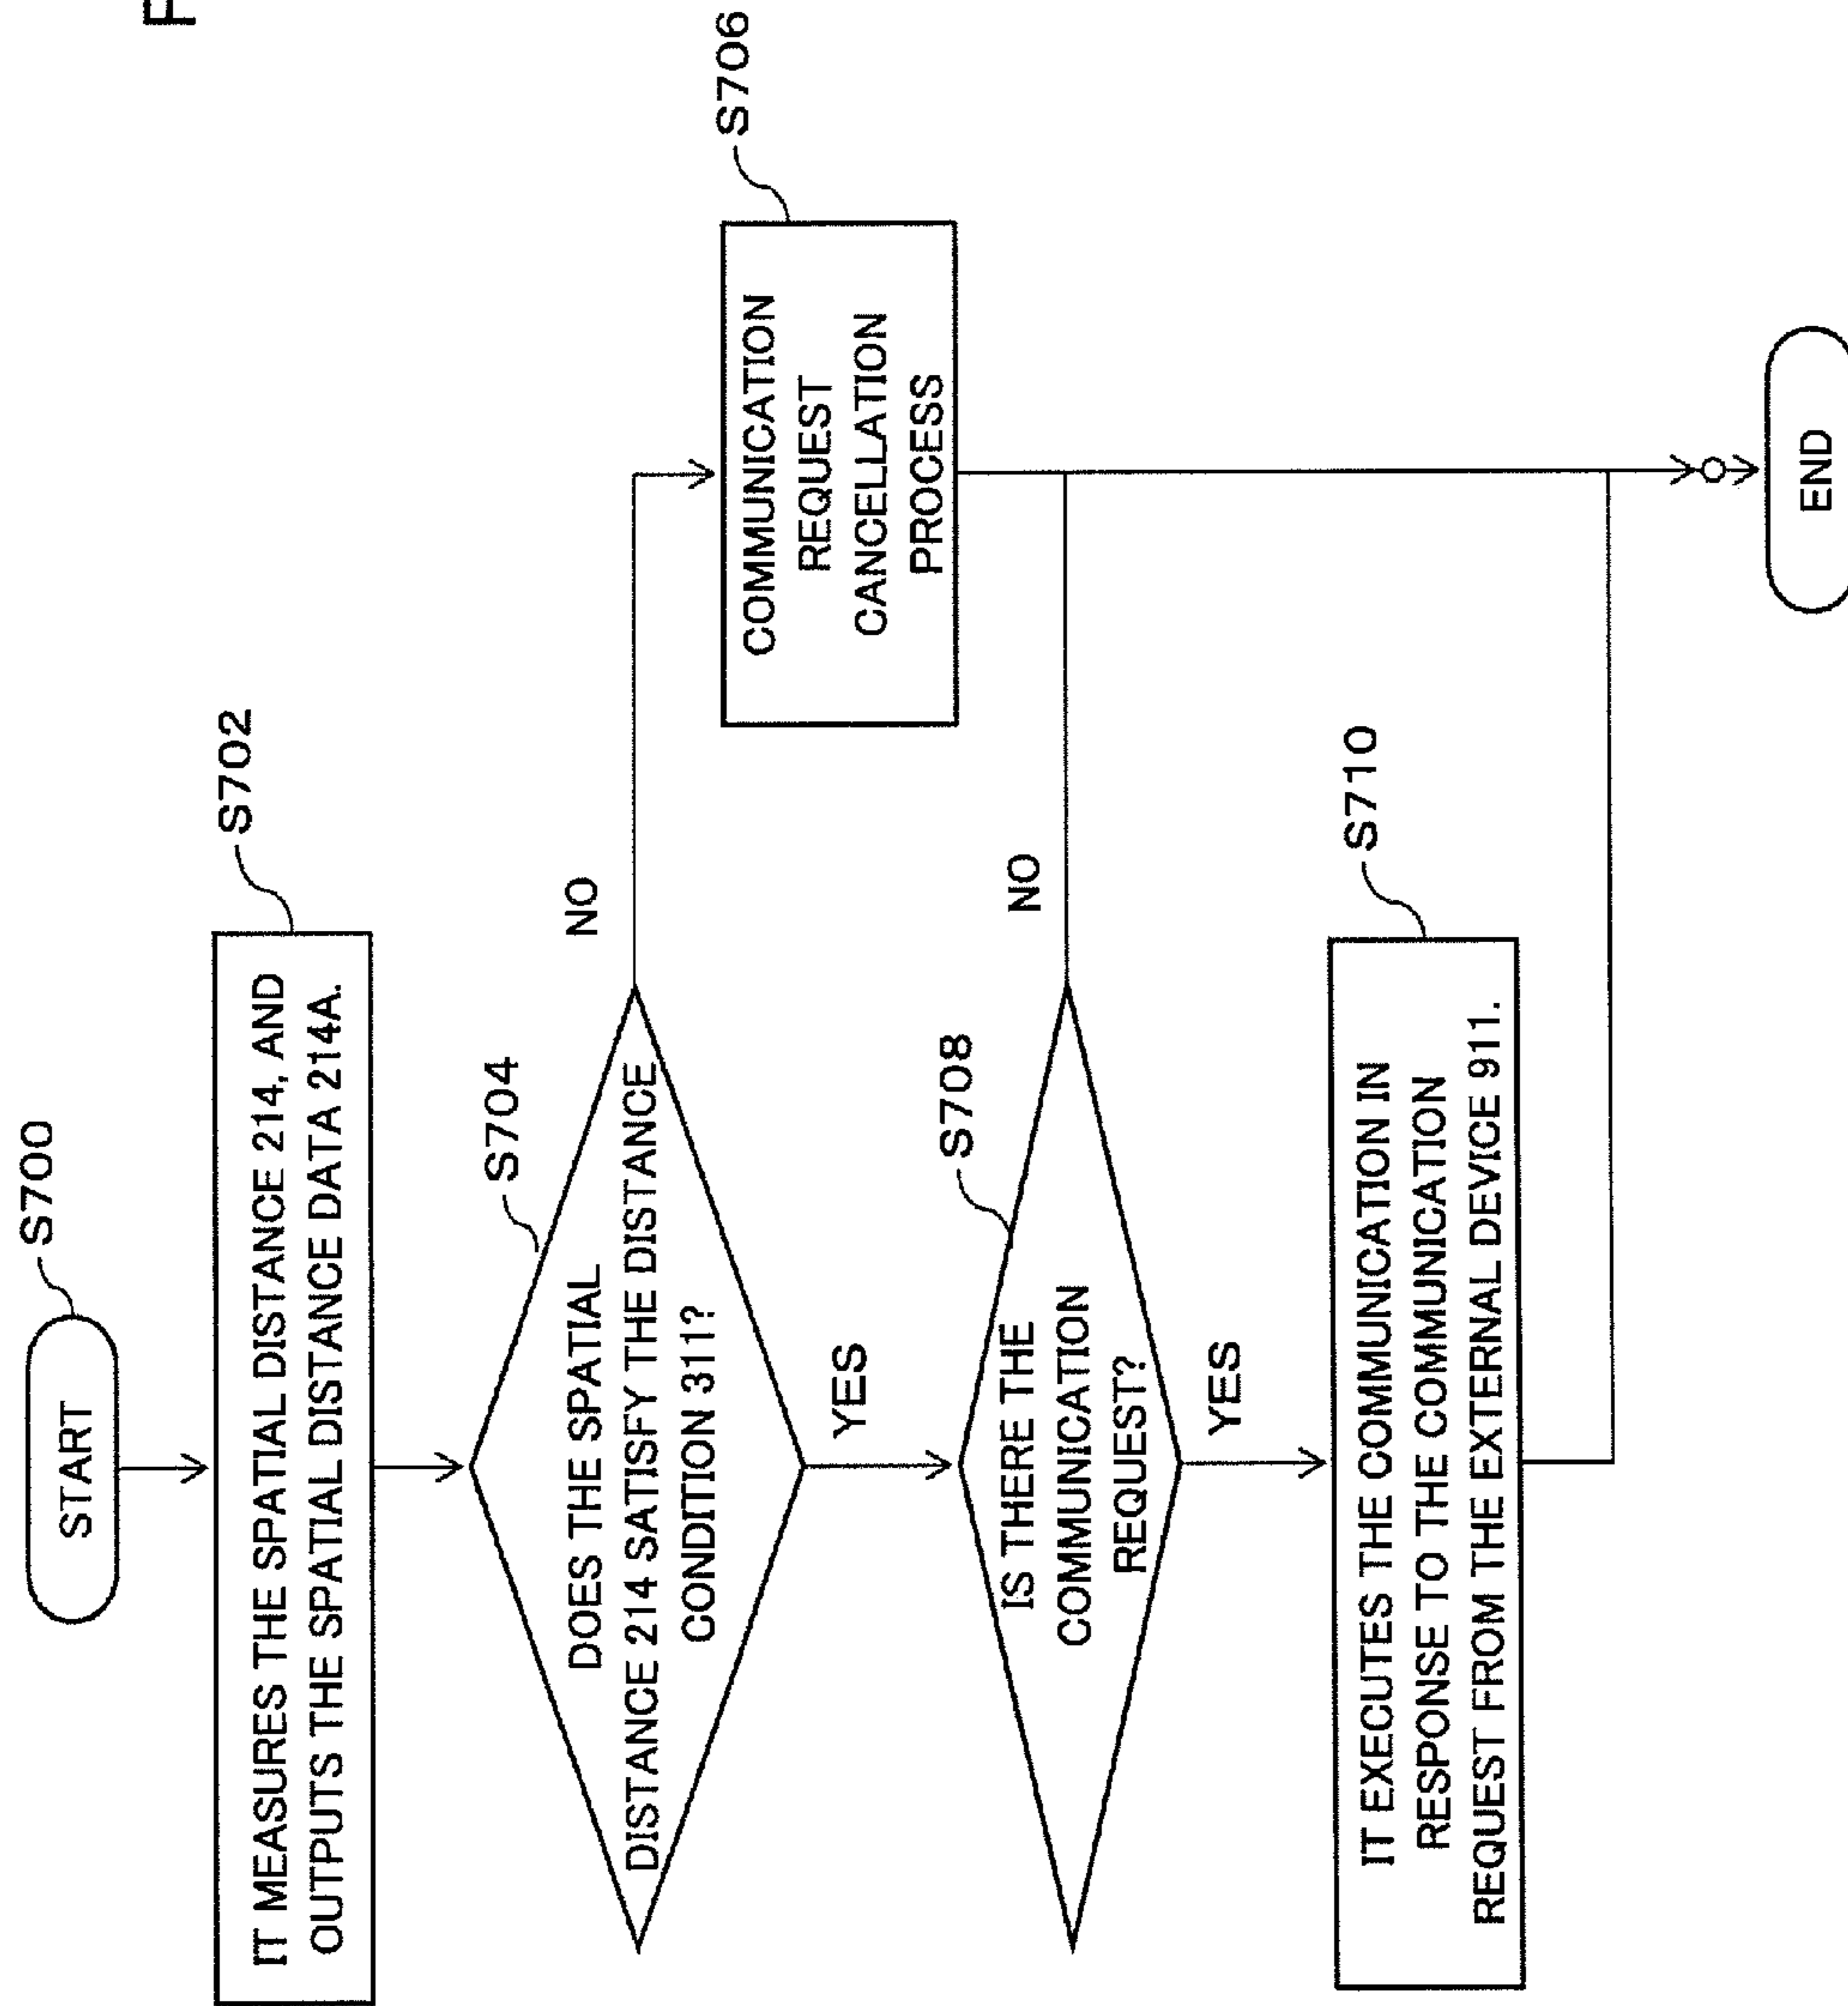 F
START
S700
IT MEASURES THE SPATIAL DISTANCE 214, AND
OUTPUTS THE SPATIAL DISTANCE DATA 214A.
S702
DOES THE SPATIAL
DISTANCE 214 SATISFY THE DISTANCE
CONDITION 311?
S704
NO
YES
COMMUNICATION
REQUEST
CANCELLATION
PROCESS
S706
IS THERE THE
COMMUNICATION
REQUEST?
S708
NO
YES
IT EXECUTES THE COMMUNICATION IN
RESPONSE TO THE COMMUNICATION
REQUEST FROM THE EXTERNAL DEVICE 911.
S710
END